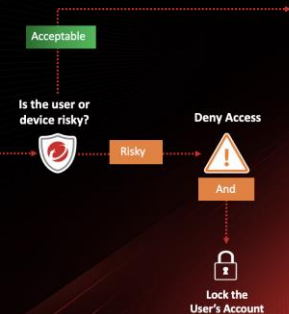 Acceptable
Is the user or
device risky?
Risky
Deny Access
And
Lock the
User's Account